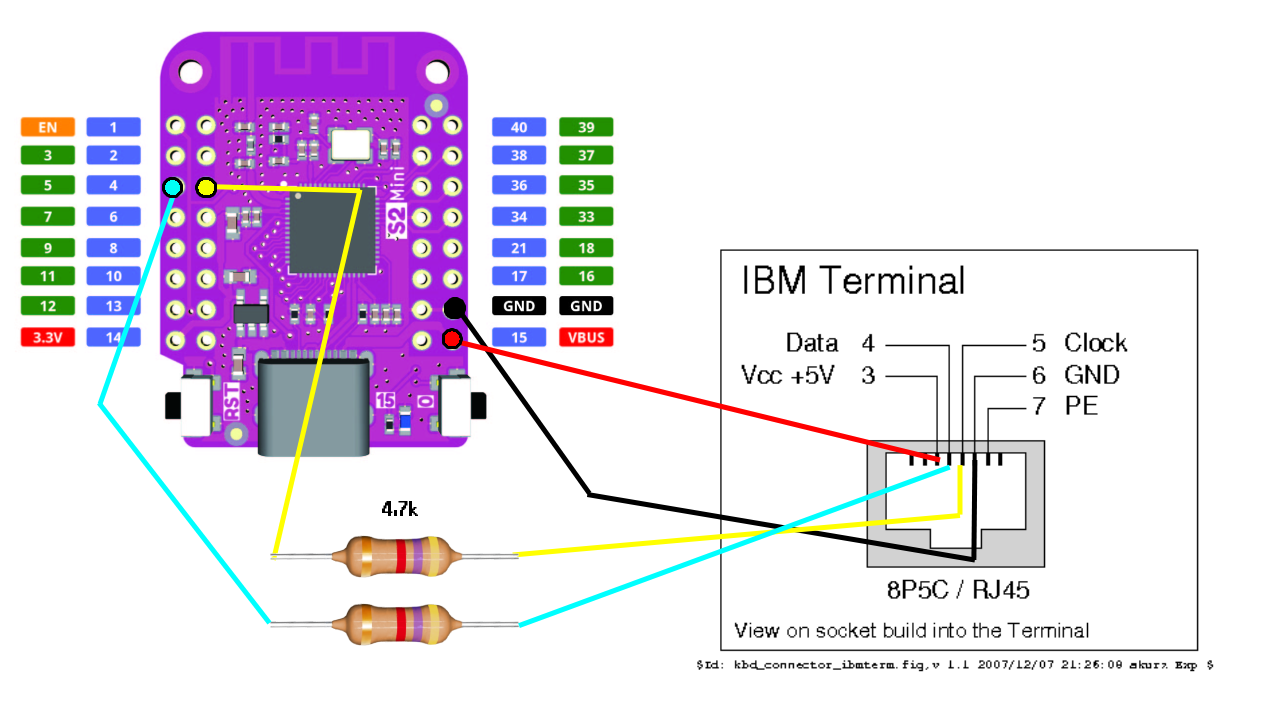 EN 1 40 39
3 2 38 37
5 4 36 35
7 6 34 33
9 8 21 18
11 10 17 16
12 13 GND GND
3.3V 14 15 VBUS
S2 Mini
RST
15
0
4.7k
IBM Terminal
Data 4 5 Clock
Vcc +5V 3 6 GND
7 PE
8P5C / RJ45
View on socket build into the Terminal
$Id: kbd_connector_ibmterm.fig,v 1.1 2007/12/07 21:26:08 akurz Exp $